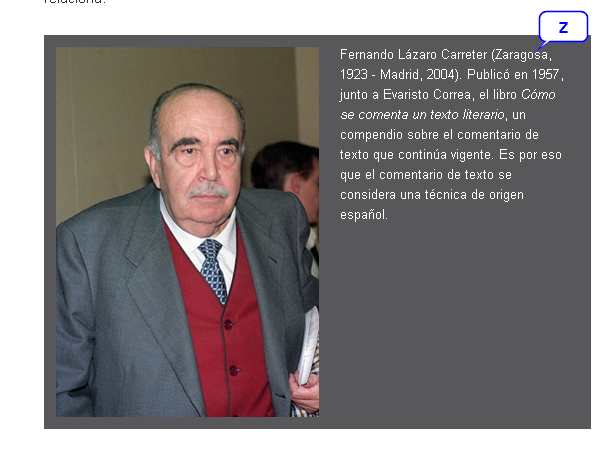 relaciona.
Z
Fernando Lázaro Carreter (Zaragosa,
1923 - Madrid, 2004). Publicó en 1957,
junto a Evaristo Correa, el libro Cómo
se comenta un texto literario, un
compendio sobre el comentario de
texto que continúa vigente. Es por eso
que el comentario de texto se
considera una técnica de origen
español.